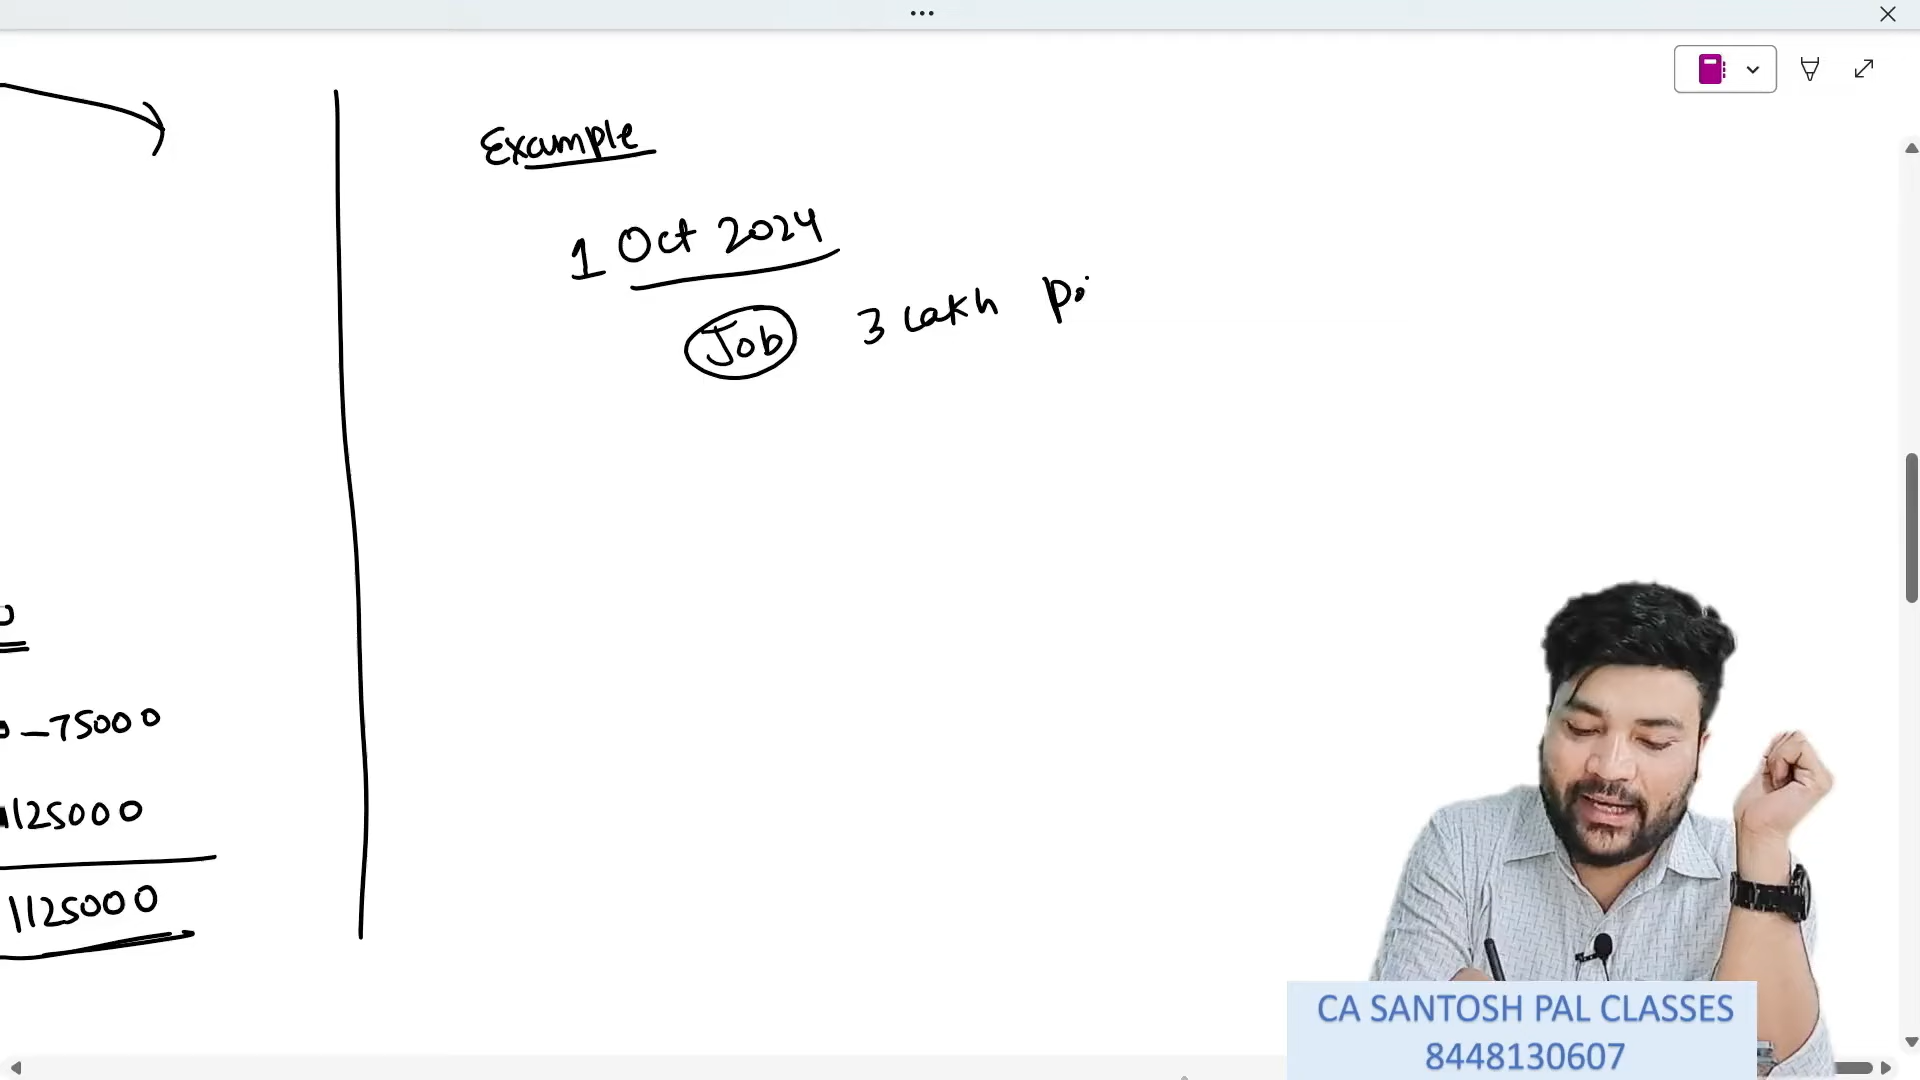 Example
1 Oct 2024
Job 3 Lakh
-75000
125000
1125000
CA SANTOSH PAL CLASSES
8448130607